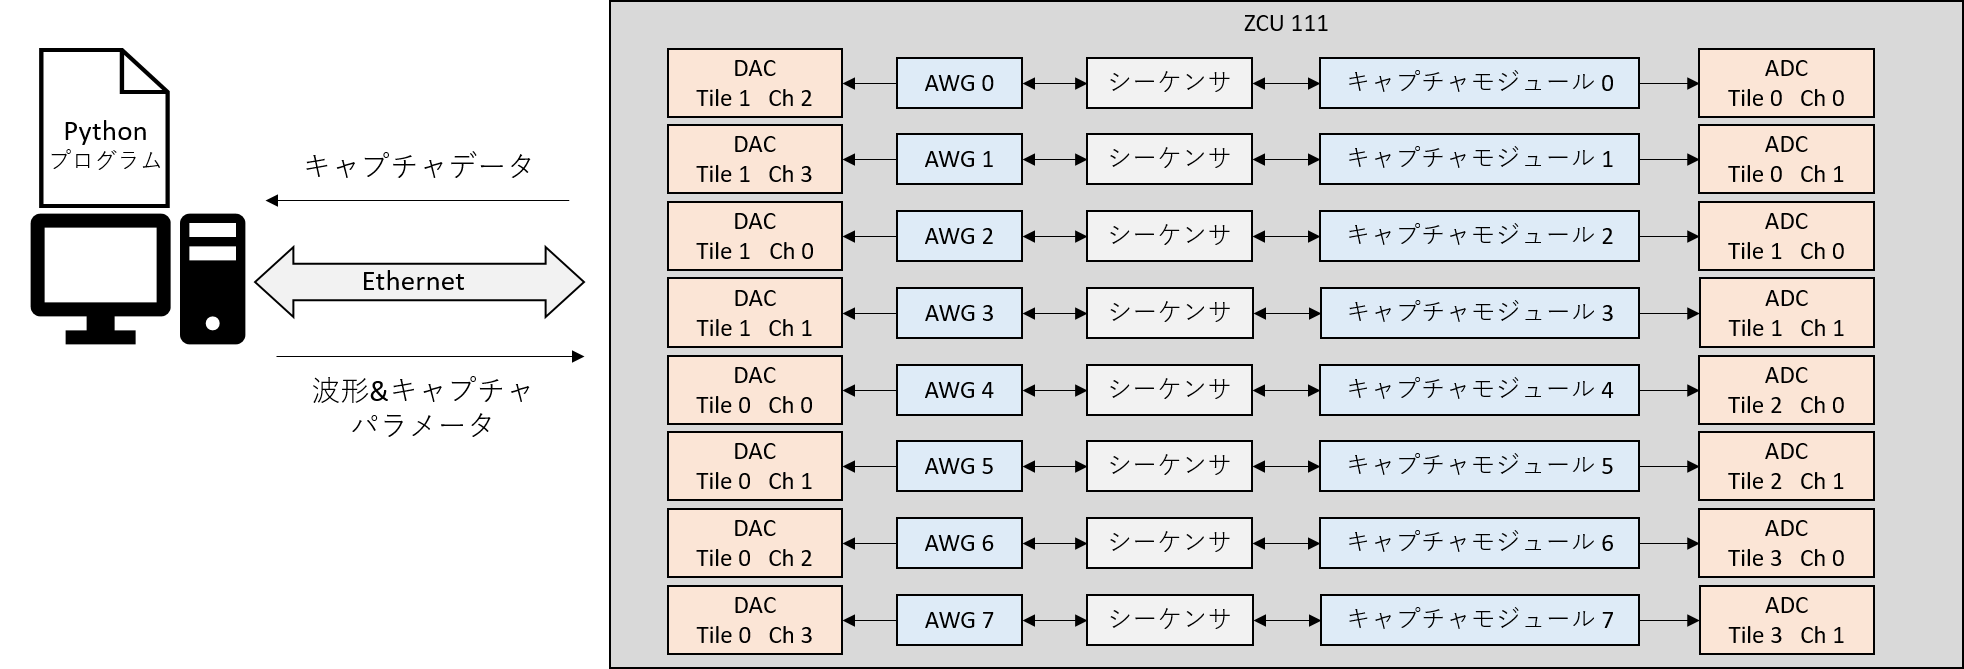 Python
プログラム
キャプチャデータ
Ethernet
波形&キャプチャ
パラメータ
ZCU 111
DAC
Tile 1 Ch 2
AWG 0
シーケンサ
キャプチャモジュール 0
ADC
Tile 0 Ch 0
DAC
Tile 1 Ch 3
AWG 1
シーケンサ
キャプチャモジュール 1
ADC
Tile 0 Ch 1
DAC
Tile 1 Ch 0
AWG 2
シーケンサ
キャプチャモジュール 2
ADC
Tile 1 Ch 0
DAC
Tile 1 Ch 1
AWG 3
シーケンサ
キャプチャモジュール 3
ADC
Tile 1 Ch 1
DAC
Tile 0 Ch 0
AWG 4
シーケンサ
キャプチャモジュール 4
ADC
Tile 2 Ch 0
DAC
Tile 0 Ch 1
AWG 5
シーケンサ
キャプチャモジュール 5
ADC
Tile 2 Ch 1
DAC
Tile 0 Ch 2
AWG 6
シーケンサ
キャプチャモジュール 6
ADC
Tile 3 Ch 0
DAC
Tile 0 Ch 3
AWG 7
シーケンサ
キャプチャモジュール 7
ADC
Tile 3 Ch 1